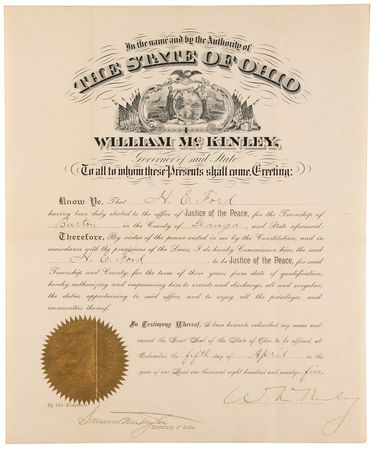 In the name and by the Authority of
THE STATE OF OHIO
I
WILLIAM McKINLEY,
Governor of said State
To all to whom these Presents shall come, Greeting:
Know Ye, That H. E. Ford
having been duly elected to the office of Justice of the Peace, for the Township of
Burton in the County of Geauga and State aforesaid
Therefore, By virtue of the powers vested in me by the Constitution, and in
accordance with the provisions of the Laws, I do hereby Commission him, the said
H. E. Ford to be Justice of the Peace, for said
Township and County, for the term of three years from date of qualification;
hereby authorizing and empowering him to execute and discharge, all and singular,
the duties appertaining to said office, and to enjoy all the privileges and
immunities thereof.
In Testimony Whereof, I have hereunto subscribed my name and
caused the Great Seal of the State of Ohio to be affixed, at
Columbus, the fifth day of April in the
year of our Lord one thousand eight hundred and ninety-five
Wm McKinley
By the Governor:
Samuel M. Taylor
Secretary of State.